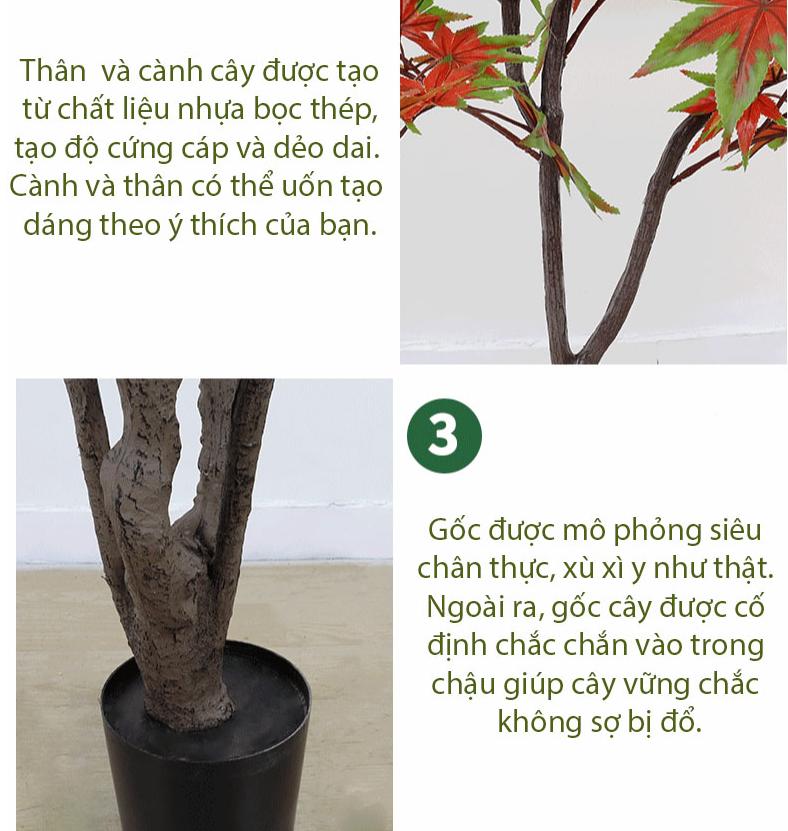 Thân và cành cây được tạo
từ chất liệu nhựa bọc thép,
tạo độ cứng cáp và dẻo dai.
Cành và thân có thể uốn tạo
dáng theo ý thích của bạn.
3
Gốc được mô phỏng siêu
chân thực, xù xì y như thật.
Ngoài ra, gốc cây được cố
định chắc chắn vào trong
chậu giúp cây vững chắc
không sợ bị đổ.